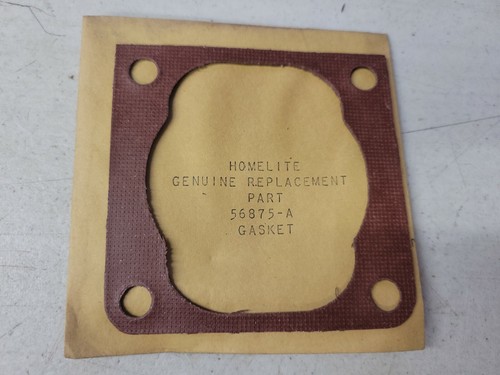 HOMELITE
GENUINE REPLACEMENT
PART
56875-A
GASKET